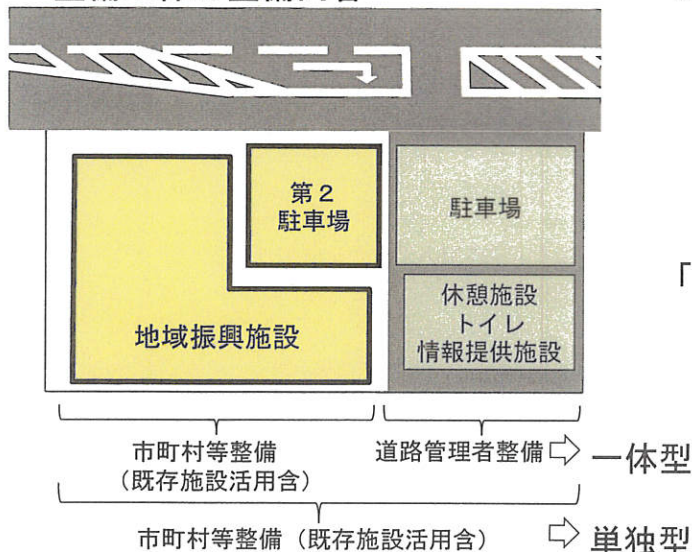 第2
駐車場
駐車場
地域振興施設
休憩施設
トイレ
情報提供施設
「
市町村等整備
(既存施設活用含)
道路管理者整備
一体型
市町村等整備(既存施設活用含)
単独型